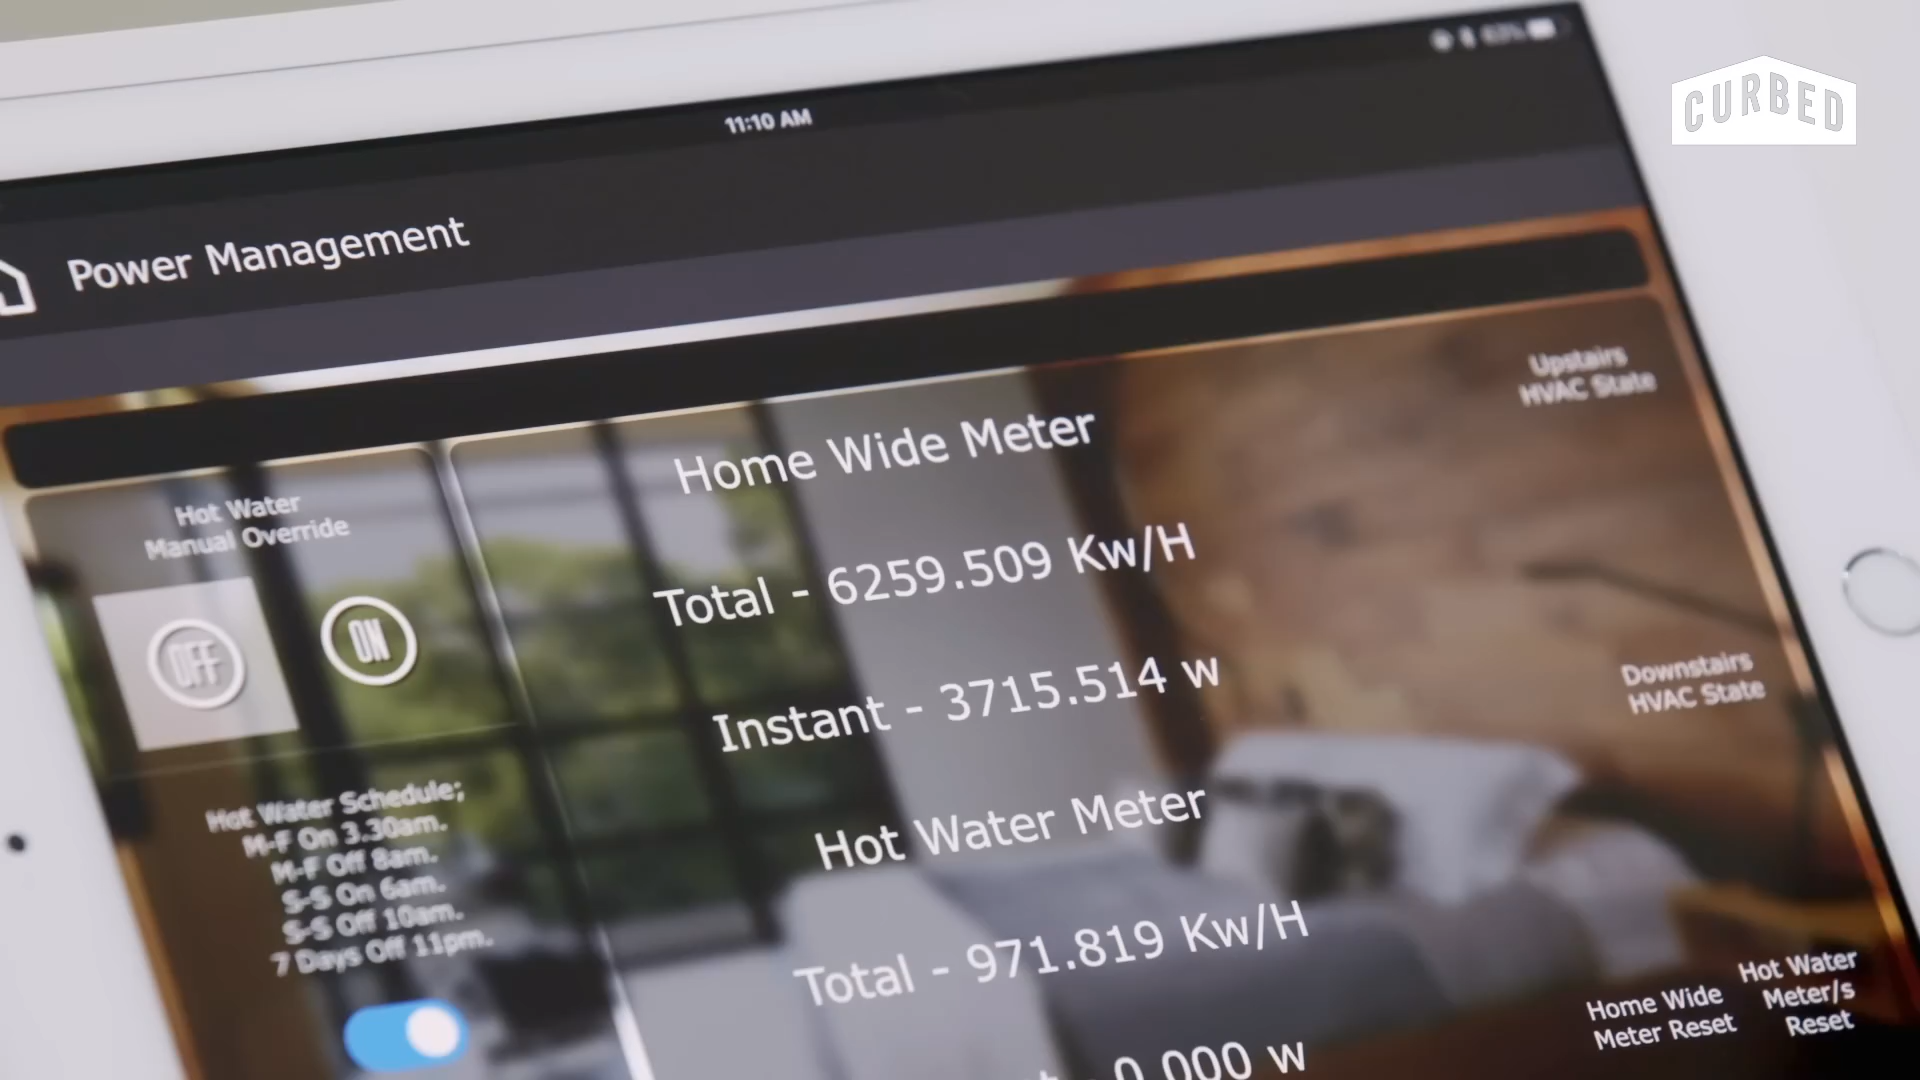 CURBED
63%
11:10 AM
Power Management
Hot Water
Manual Override
OFF
ON
Hot Water Schedule;
M-F On 3.30am.
M-F Off 8am.
S-S On 6am.
S-S Off 10am.
7 Days Off 11pm.
Home Wide Meter
Total - 6259.509 Kw/H
Instant - 3715.514 w
Hot Water Meter
Total - 971.819 Kw/H
0.000 w
Upstairs
HVAC State
Downstairs
HVAC State
Home Wide
Meter Reset
Hot Water
Meter/s
Reset